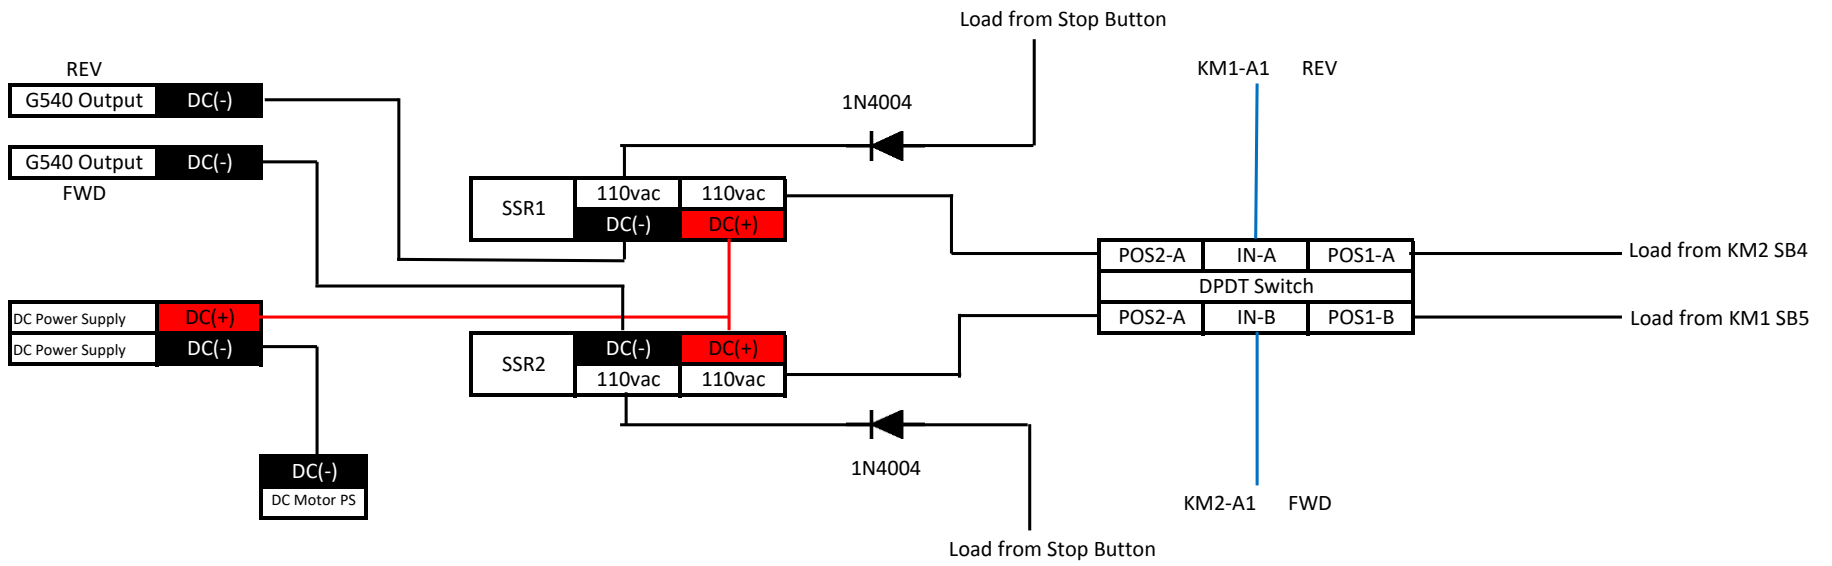 Load from Stop Button
REV
KM1-A1 REV
G540 Output DC(-)
1N4004
G540 Output DC(-)
FWD
SSR1
110vac 110vac
DC(-) DC(+)
POS2-A IN-A POS1-A
Load from KM2 SB4
DPDT Switch
POS2-A IN-B POS1-B
Load from KM1 SB5
DC Power Supply DC(+)
DC Power Supply DC(-)
SSR2
DC(-) DC(+)
110vac 110vac
1N4004
DC(-)
DC Motor PS
KM2-A1 FWD
Load from Stop Button